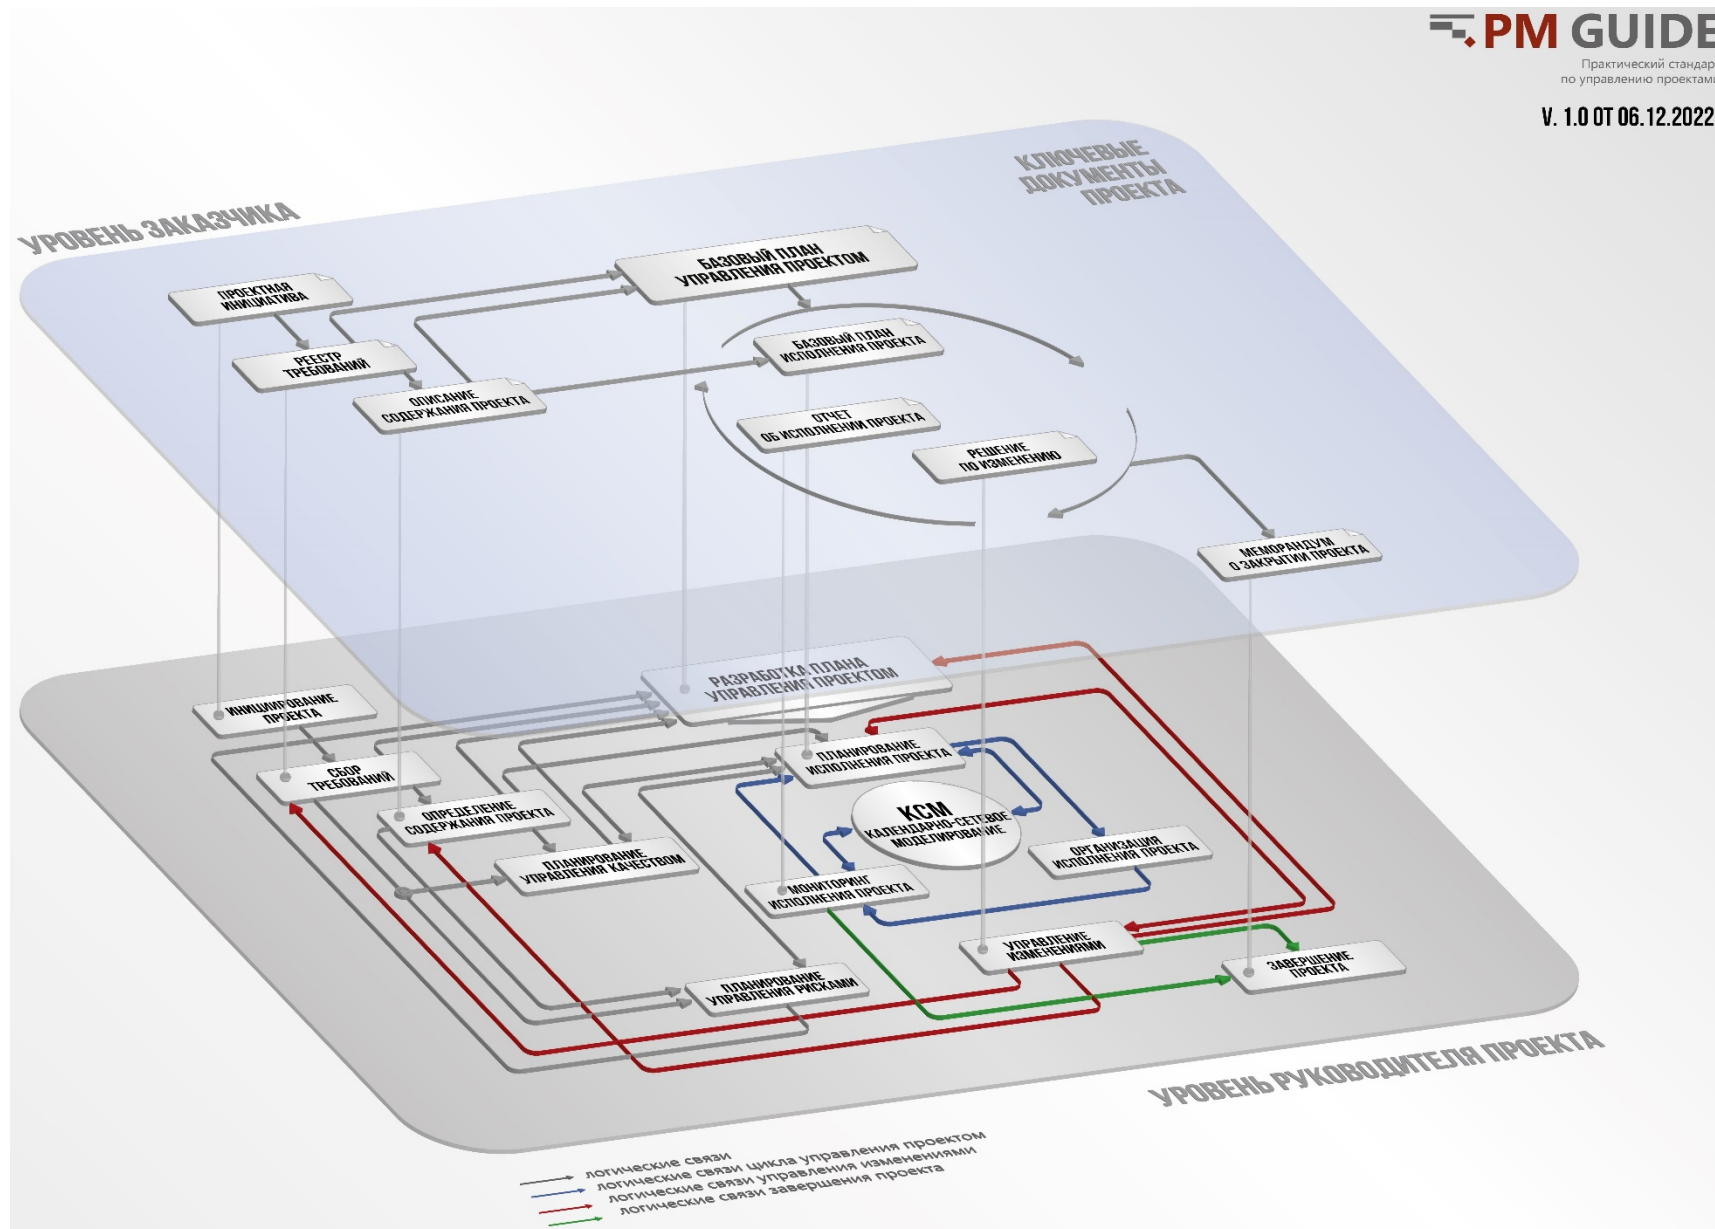 PM GUIDE
Практический стандар
по управлению проектами
V. 1.0 ОТ 06.12.2022
КЛЮЧЕВЫЕ
ДОКУМЕНТЫ
ПРОЕКТА
УРОВЕНЬ ЗАКАЗЧИКА
БАЗОВЫЙ ПЛАН
УПРАВЛЕНИЯ ПРОЕКТОМ
ПРОЕКТНАЯ
ИНИЦИАТИВА
РЕЕСТР
ТРЕБОВАНИЙ
ОПИСАНИЕ
СОДЕРЖАНИЯ ПРОЕКТА
БАЗОВЫЙ ПЛАН
ИСПОЛНЕНИЯ ПРОЕКТА
ОТЧЕТ
ОБ ИСПОЛНЕНИИ ПРОЕКТА
РЕШЕНИЕ
ПО ИЗМЕНЕНИЮ
МЕМОРАНДУМ
О ЗАКРЫТИИ ПРОЕКТА
РАЗРАБОТКА ПЛАНА
УПРАВЛЕНИЯ ПРОЕКТОМ
ИНИЦИИРОВАНИЕ
ПРОЕКТА
СБОР
ТРЕБОВАНИЙ
ОПРЕДЕЛЕНИЕ
СОДЕРЖАНИЯ ПРОЕКТА
ПЛАНИРОВАНИЕ
УПРАВЛЕНИЯ КАЧЕСТВОМ
ПЛАНИРОВАНИЕ
ИСПОЛНЕНИЯ ПРОЕКТА
КСМ
КАЛЕНДАРНО-СЕТЕВОЕ
МОДЕЛИРОВАНИЕ
ОРГАНИЗАЦИЯ
ИСПОЛНЕНИЯ ПРОЕКТА
МОНИТОРИНГ
ИСПОЛНЕНИЯ ПРОЕКТА
УПРАВЛЕНИЕ
ИЗМЕНЕНИЯМИ
ЗАВЕРШЕНИЕ
ПРОЕКТА
ПЛАНИРОВАНИЕ
УПРАВЛЕНИЯ РИСКАМИ
УРОВЕНЬ РУКОВОДИТЕЛЯ ПРОЕКТА
ЛОГИЧЕСКИЕ СВЯЗИ
ЛОГИЧЕСКИЕ СВЯЗИ ЦИКЛА УПРАВЛЕНИЯ ПРОЕКТОМ
ЛОГИЧЕСКИЕ СВЯЗИ УПРАВЛЕНИЯ ИЗМЕНЕНИЯМИ
ЛОГИЧЕСКИЕ СВЯЗИ ЗАВЕРШЕНИЯ ПРОЕКТА